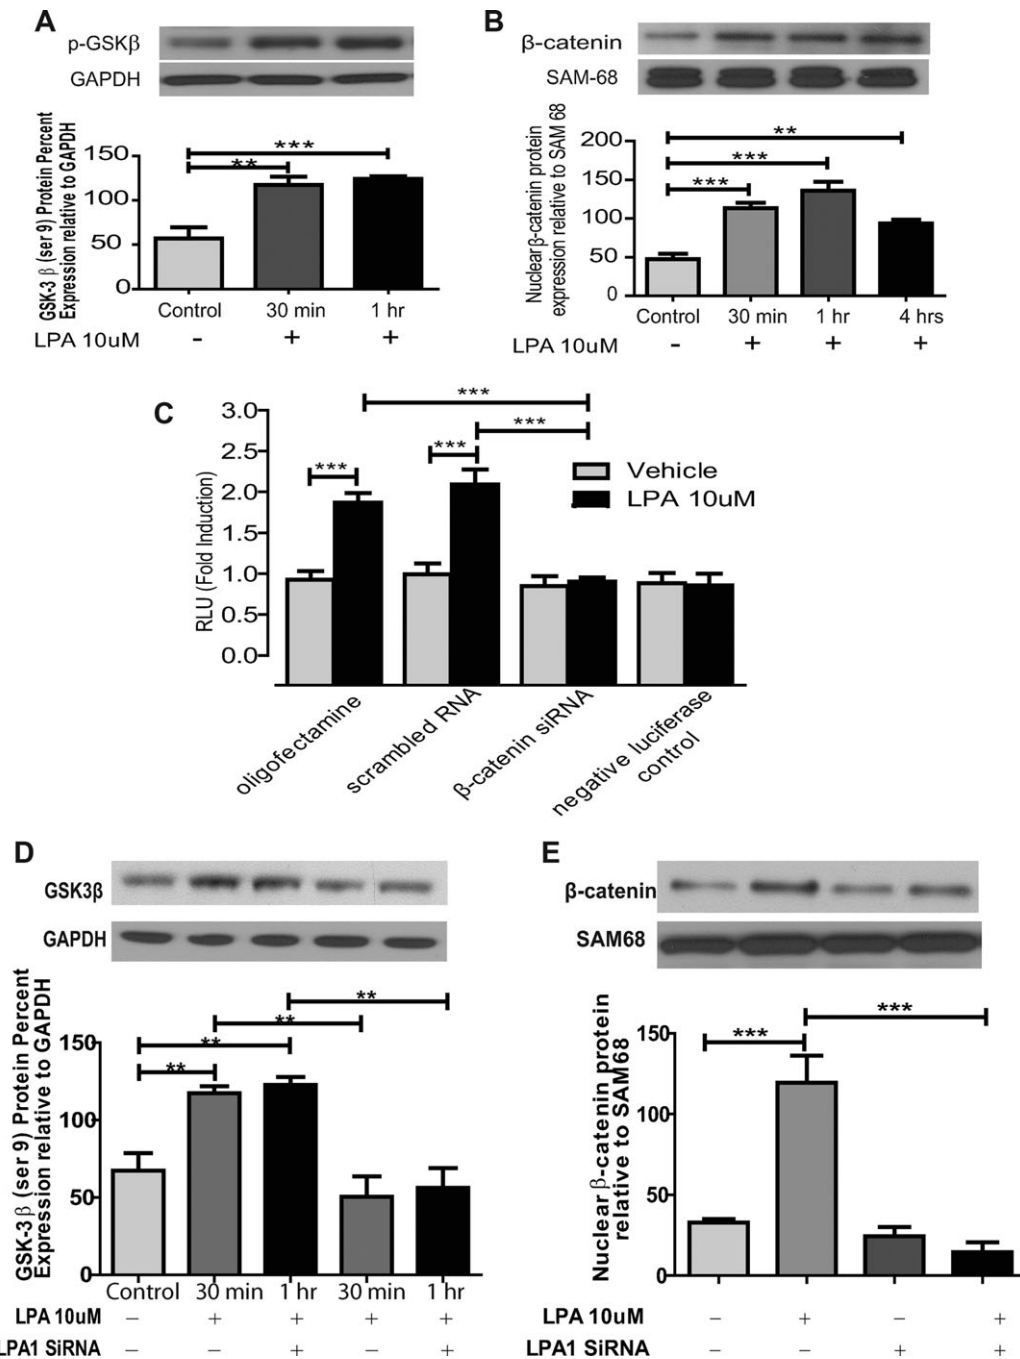 A
p-GSKβ
GAPDH
GSK-3 β (ser 9) Protein Percent
Expression relative to GAPDH
150
100
50
0
***
**
Control 30 min 1 hr
LPA 10uM - + +
B
β-catenin
SAM-68
Nuclear β-catenin protein
expression relative to SAM 68
200
150
100
50
0
**
***
***
Control 30 min 1 hr 4 hrs
LPA 10uM - + + +
C
RLU (Fold Induction)
3.0
2.5
2.0
1.5
1.0
0.5
0.0
***
***
***
***
Vehicle
LPA 10uM
oligofectamine
scrambled RNA
β-catenin siRNA
negative luciferase
control
D
GSK3β
GAPDH
GSK-3 β (ser 9) Protein Percent
Expression relative to GAPDH
150
100
50
0
**
**
**
**
Control 30 min 1 hr 30 min 1 hr
LPA 10uM − + + + +
LPA1 SiRNA − − + − +
E
β-catenin
SAM68
Nuclear β-catenin protein
relative to SAM68
150
100
50
0
***
***
LPA 10uM − + − +
LPA1 SiRNA − − + +